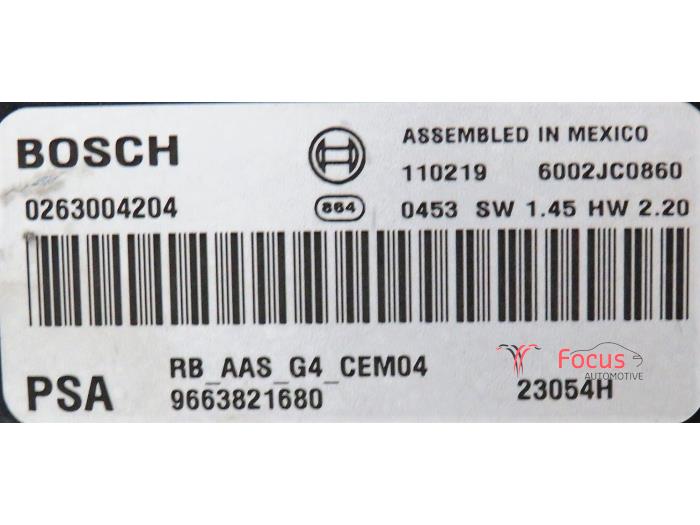 BOSCH
ASSEMBLED IN MEXICO
110219 6002JC0860
0263004204
864
0453 SW 1.45 HW 2.20
RB_AAS_G4_CEM04
PSA
9663821680
23054H
Focus
AUTOMOTIVE